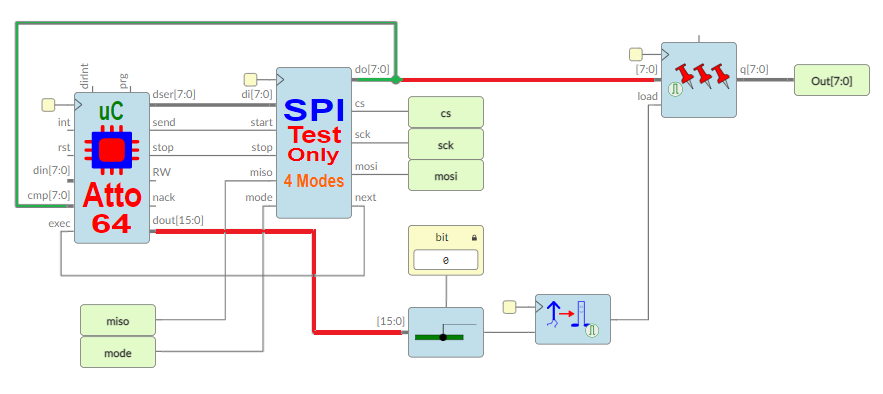 do[7:0]
[7:0]
q[7:0]
Out[7:0]
load
dirInt
prg
uC
Atto
64
int
rst
din[7:0]
cmp[7:0]
exec
dser[7:0]
send
stop
RW
nack
dout[15:0]
di[7:0]
start
stop
miso
mode
SPI
Test
Only
4 Modes
cs
sck
mosi
next
cs
sck
mosi
bit
0
[15:0]
miso
mode